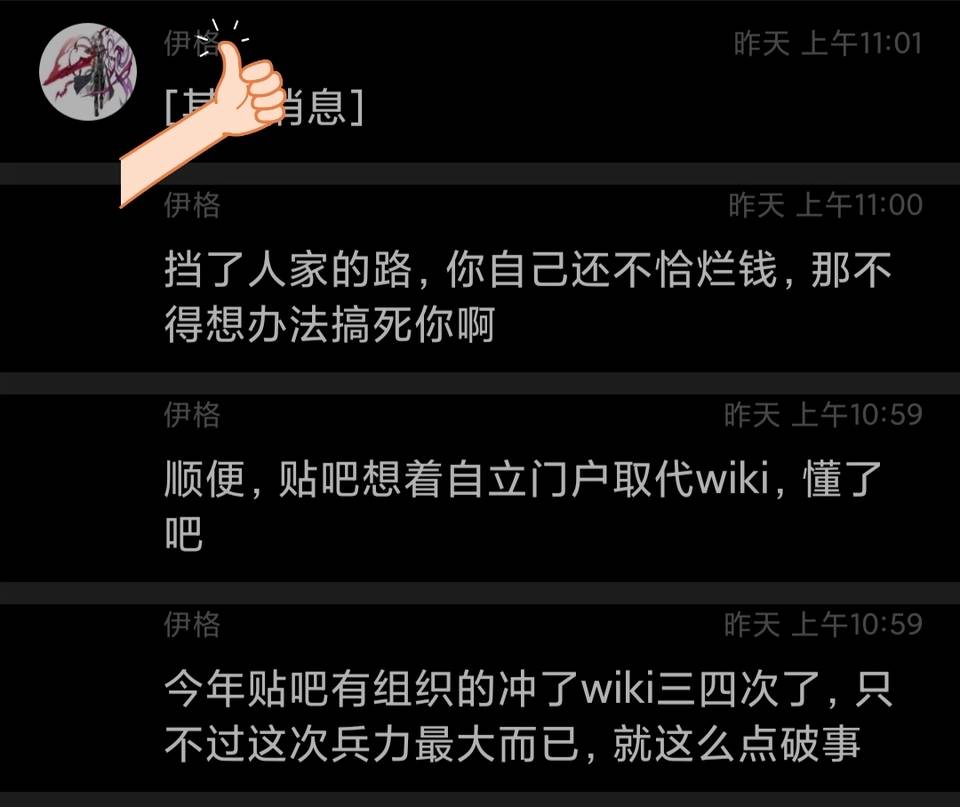 伊格
昨天 上午11:01
[其 消息]
伊格
昨天 上午11:00
挡了人家的路，你自己还不恰烂钱，那不
得想办法搞死你啊
伊格
昨天 上午10:59
顺便，贴吧想着自立门户取代wiki，懂了
吧
伊格
昨天 上午10:59
今年贴吧有组织的冲了wiki三四次了，只
不过这次兵力最大而已，就这么点破事